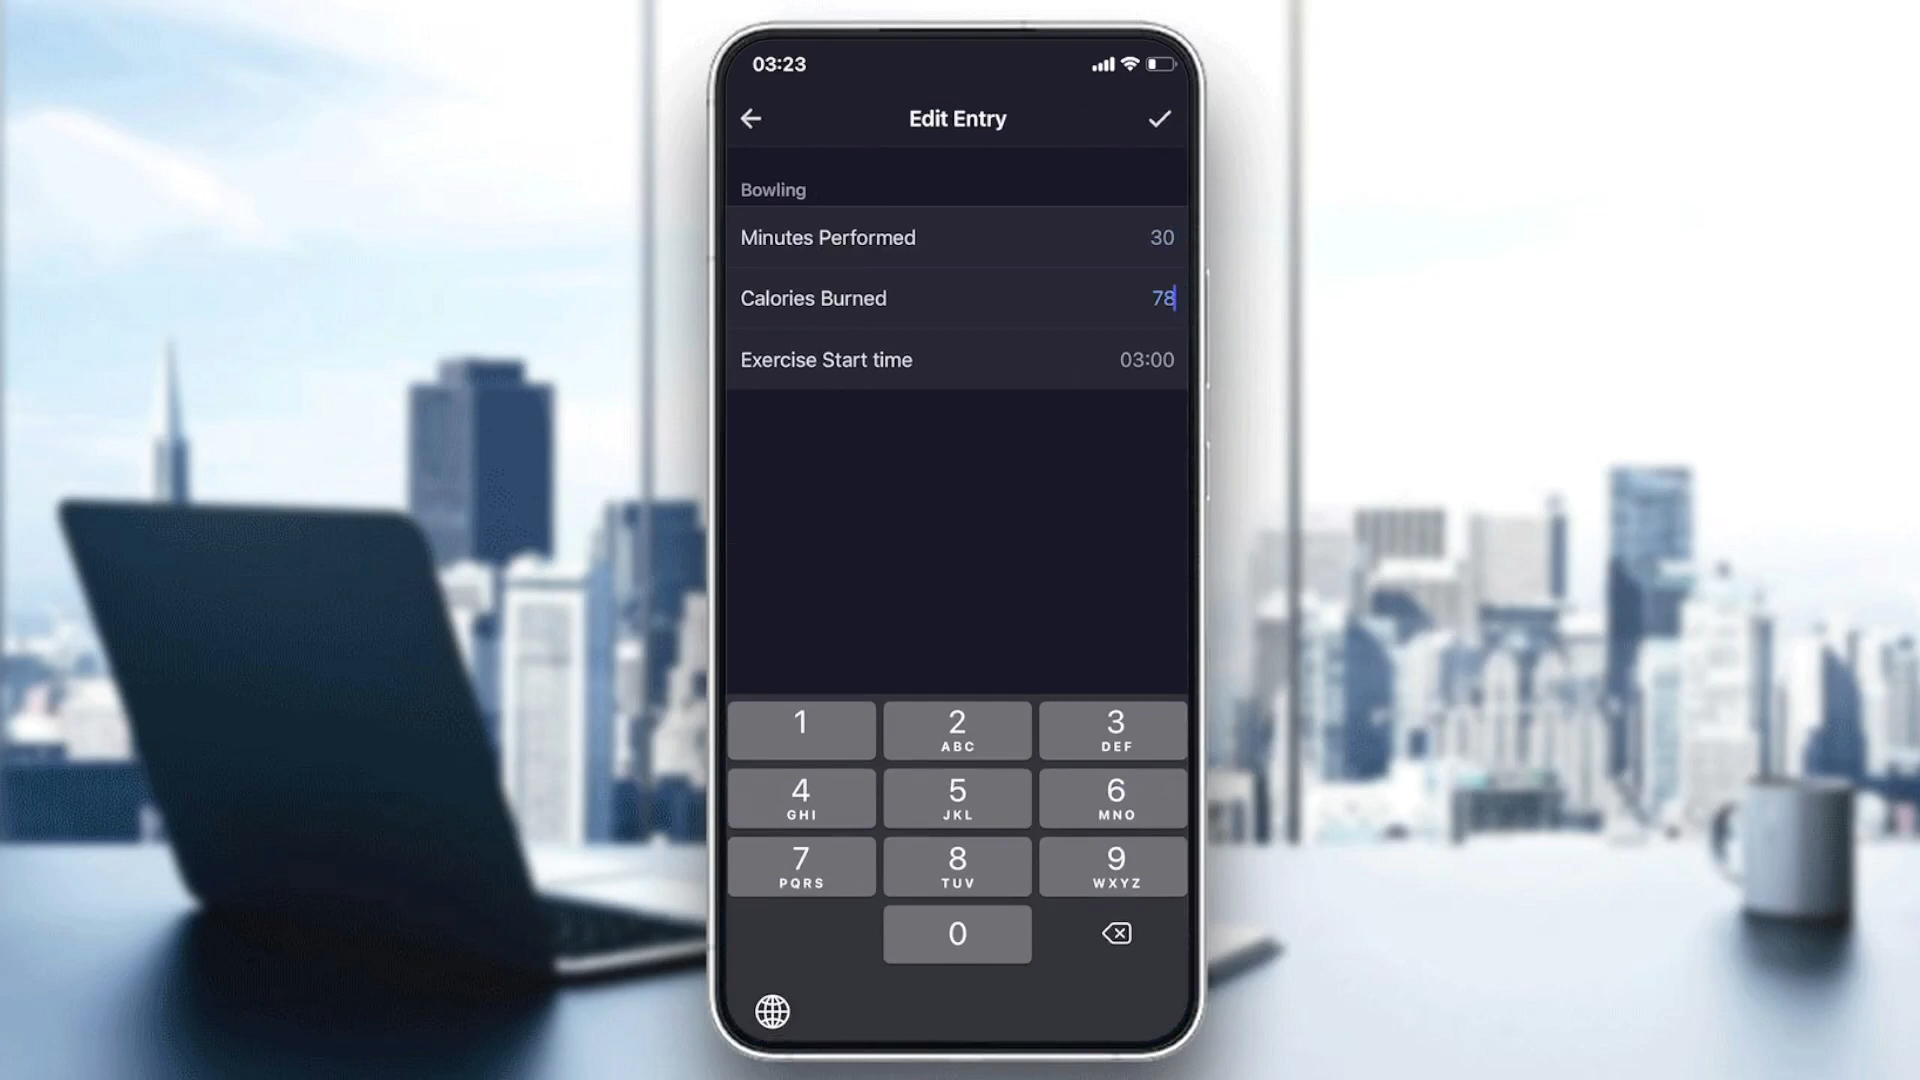 03:23
Edit Entry
Bowling
Minutes Performed 30
Calories Burned 78
Exercise Start time 03:00
1 2 3
ABC DEF
4 5 6
GHI JKL MNO
7 8 9
PQRS TUV WXYZ
0